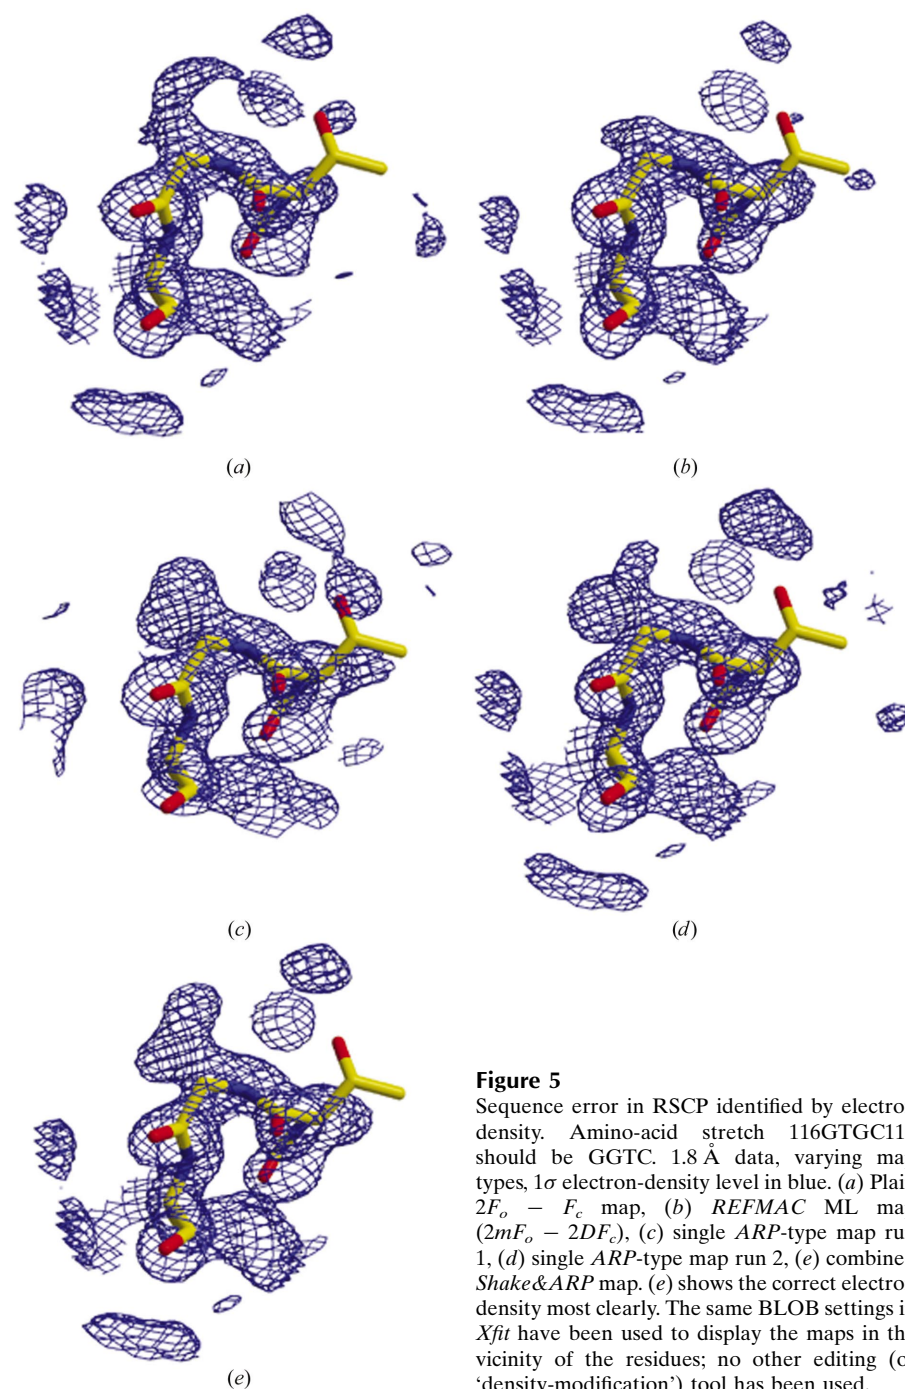 (a)
(b)
(c)
(d)
(e)
Figure 5
Sequence error in RSCP identified by electro
density. Amino-acid stretch 116GTGC11
should be GGTC. 1.8 Å data, varying ma
types, 1σ electron-density level in blue. (a) Plai
2Fo − Fc map, (b) REFMAC ML ma
(2mFo − 2DFc), (c) single ARP-type map ru
1, (d) single ARP-type map run 2, (e) combine
Shake&ARP map. (e) shows the correct electro
density most clearly. The same BLOB settings i
Xfit have been used to display the maps in th
vicinity of the residues; no other editing (o
‘density-modification’) tool has been used.